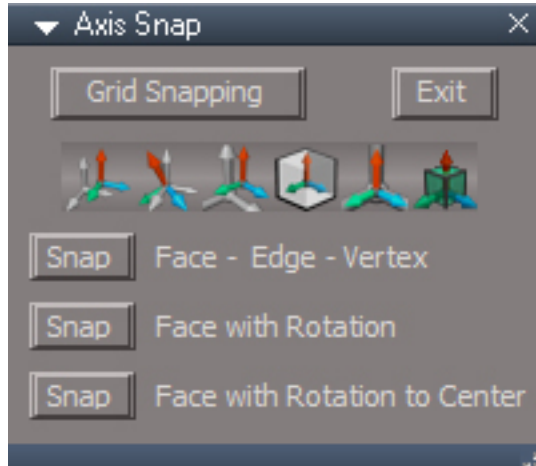 Axis Snap
Grid Snapping Exit
Snap Face - Edge - Vertex
Snap Face with Rotation
Snap Face with Rotation to Center